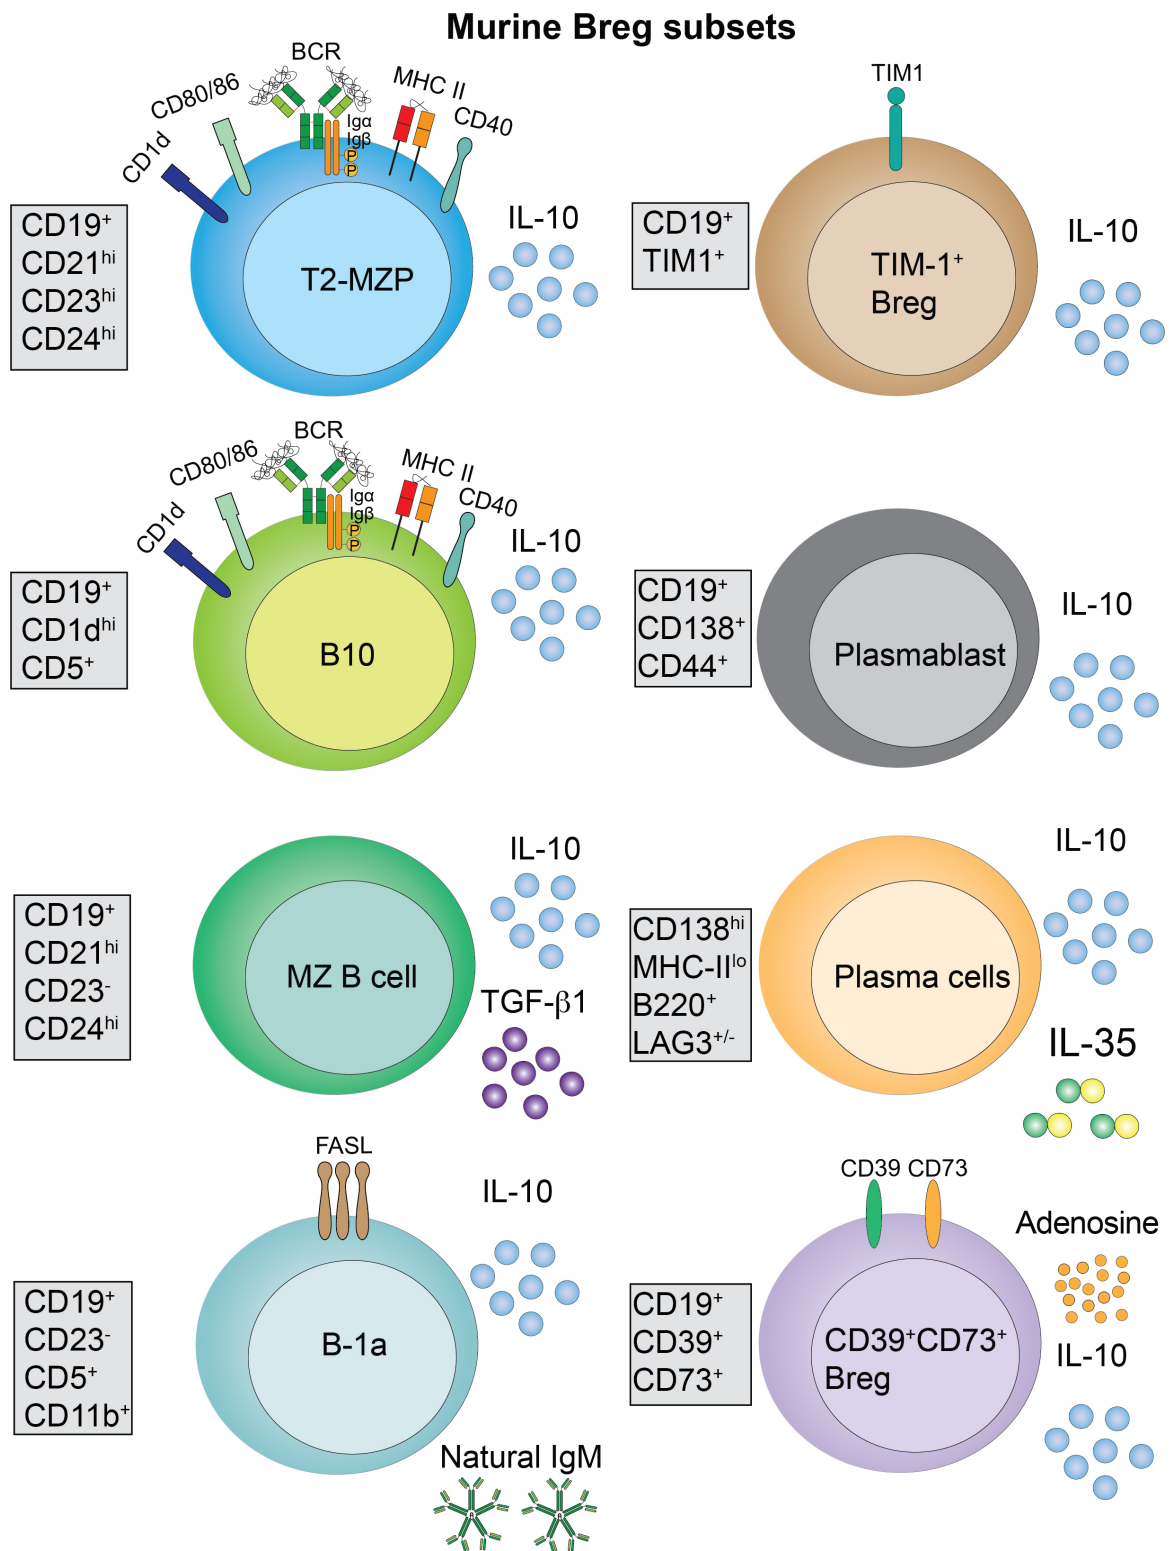 Murine Breg subsets
BCR
CD80/86
MHC II
CD1d
CD40
Igα
Igβ
P
P
CD19⁺
CD21ʰⁱ
CD23ʰⁱ
CD24ʰⁱ
T2-MZP
IL-10
TIM1
CD19⁺
TIM1⁺
TIM-1⁺
Breg
IL-10
BCR
CD80/86
MHC II
CD1d
CD40
Igα
Igβ
P
P
CD19⁺
CD1dʰⁱ
CD5⁺
B10
IL-10
CD19⁺
CD138⁺
CD44⁺
Plasmablast
IL-10
CD19⁺
CD21ʰⁱ
CD23⁻
CD24ʰⁱ
MZ B cell
IL-10
TGF-β1
CD138ʰⁱ
MHC-IIˡᵒ
B220⁺
LAG3⁺/⁻
Plasma cells
IL-10
IL-35
FASL
CD19⁺
CD23⁻
CD5⁺
CD11b⁺
B-1a
IL-10
Natural IgM
CD39 CD73
CD19⁺
CD39⁺
CD73⁺
CD39⁺CD73⁺
Breg
Adenosine
IL-10